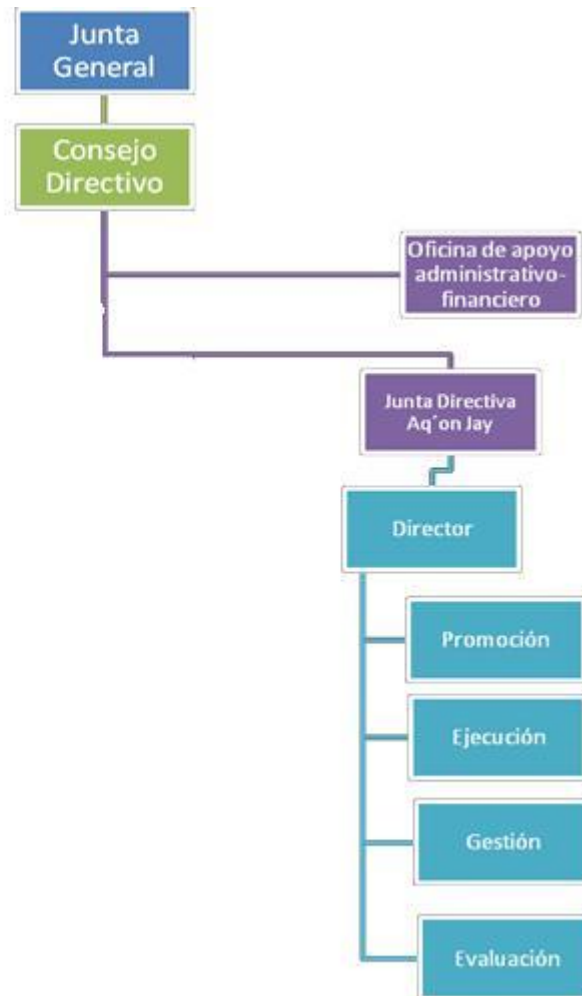 Junta
General
Consejo
Directivo
Oficina de apoyo
administrativo-
financiero
Junta Directiva
Aq´on Jay
Director
Promoción
Ejecución
Gestión
Evaluación